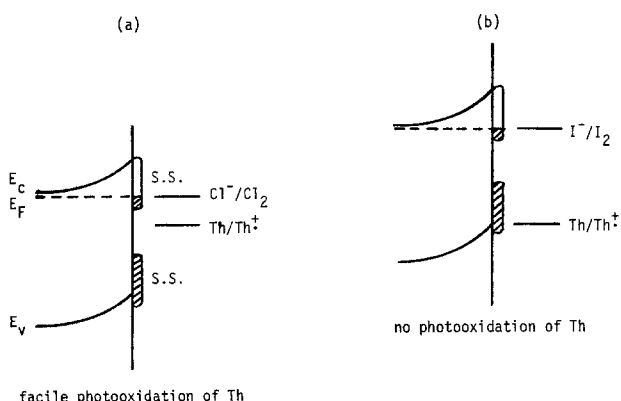 (a)
E_c
E_F
E_v
S.S.
S.S.
Cl⁻/Cl₂
Th/Th⁺·
facile photooxidation of Th
(b)
I⁻/I₂
Th/Th⁺·
no photooxidation of Th